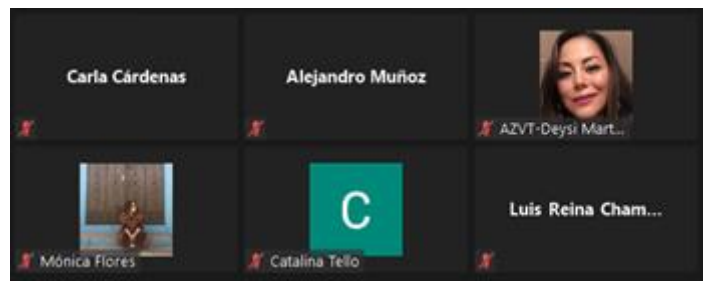 Carla Cárdenas
Alejandro Muñoz
AZVT-Deysi Mart...
Mónica Flores
C
Catalina Tello
Luis Reina Cham...